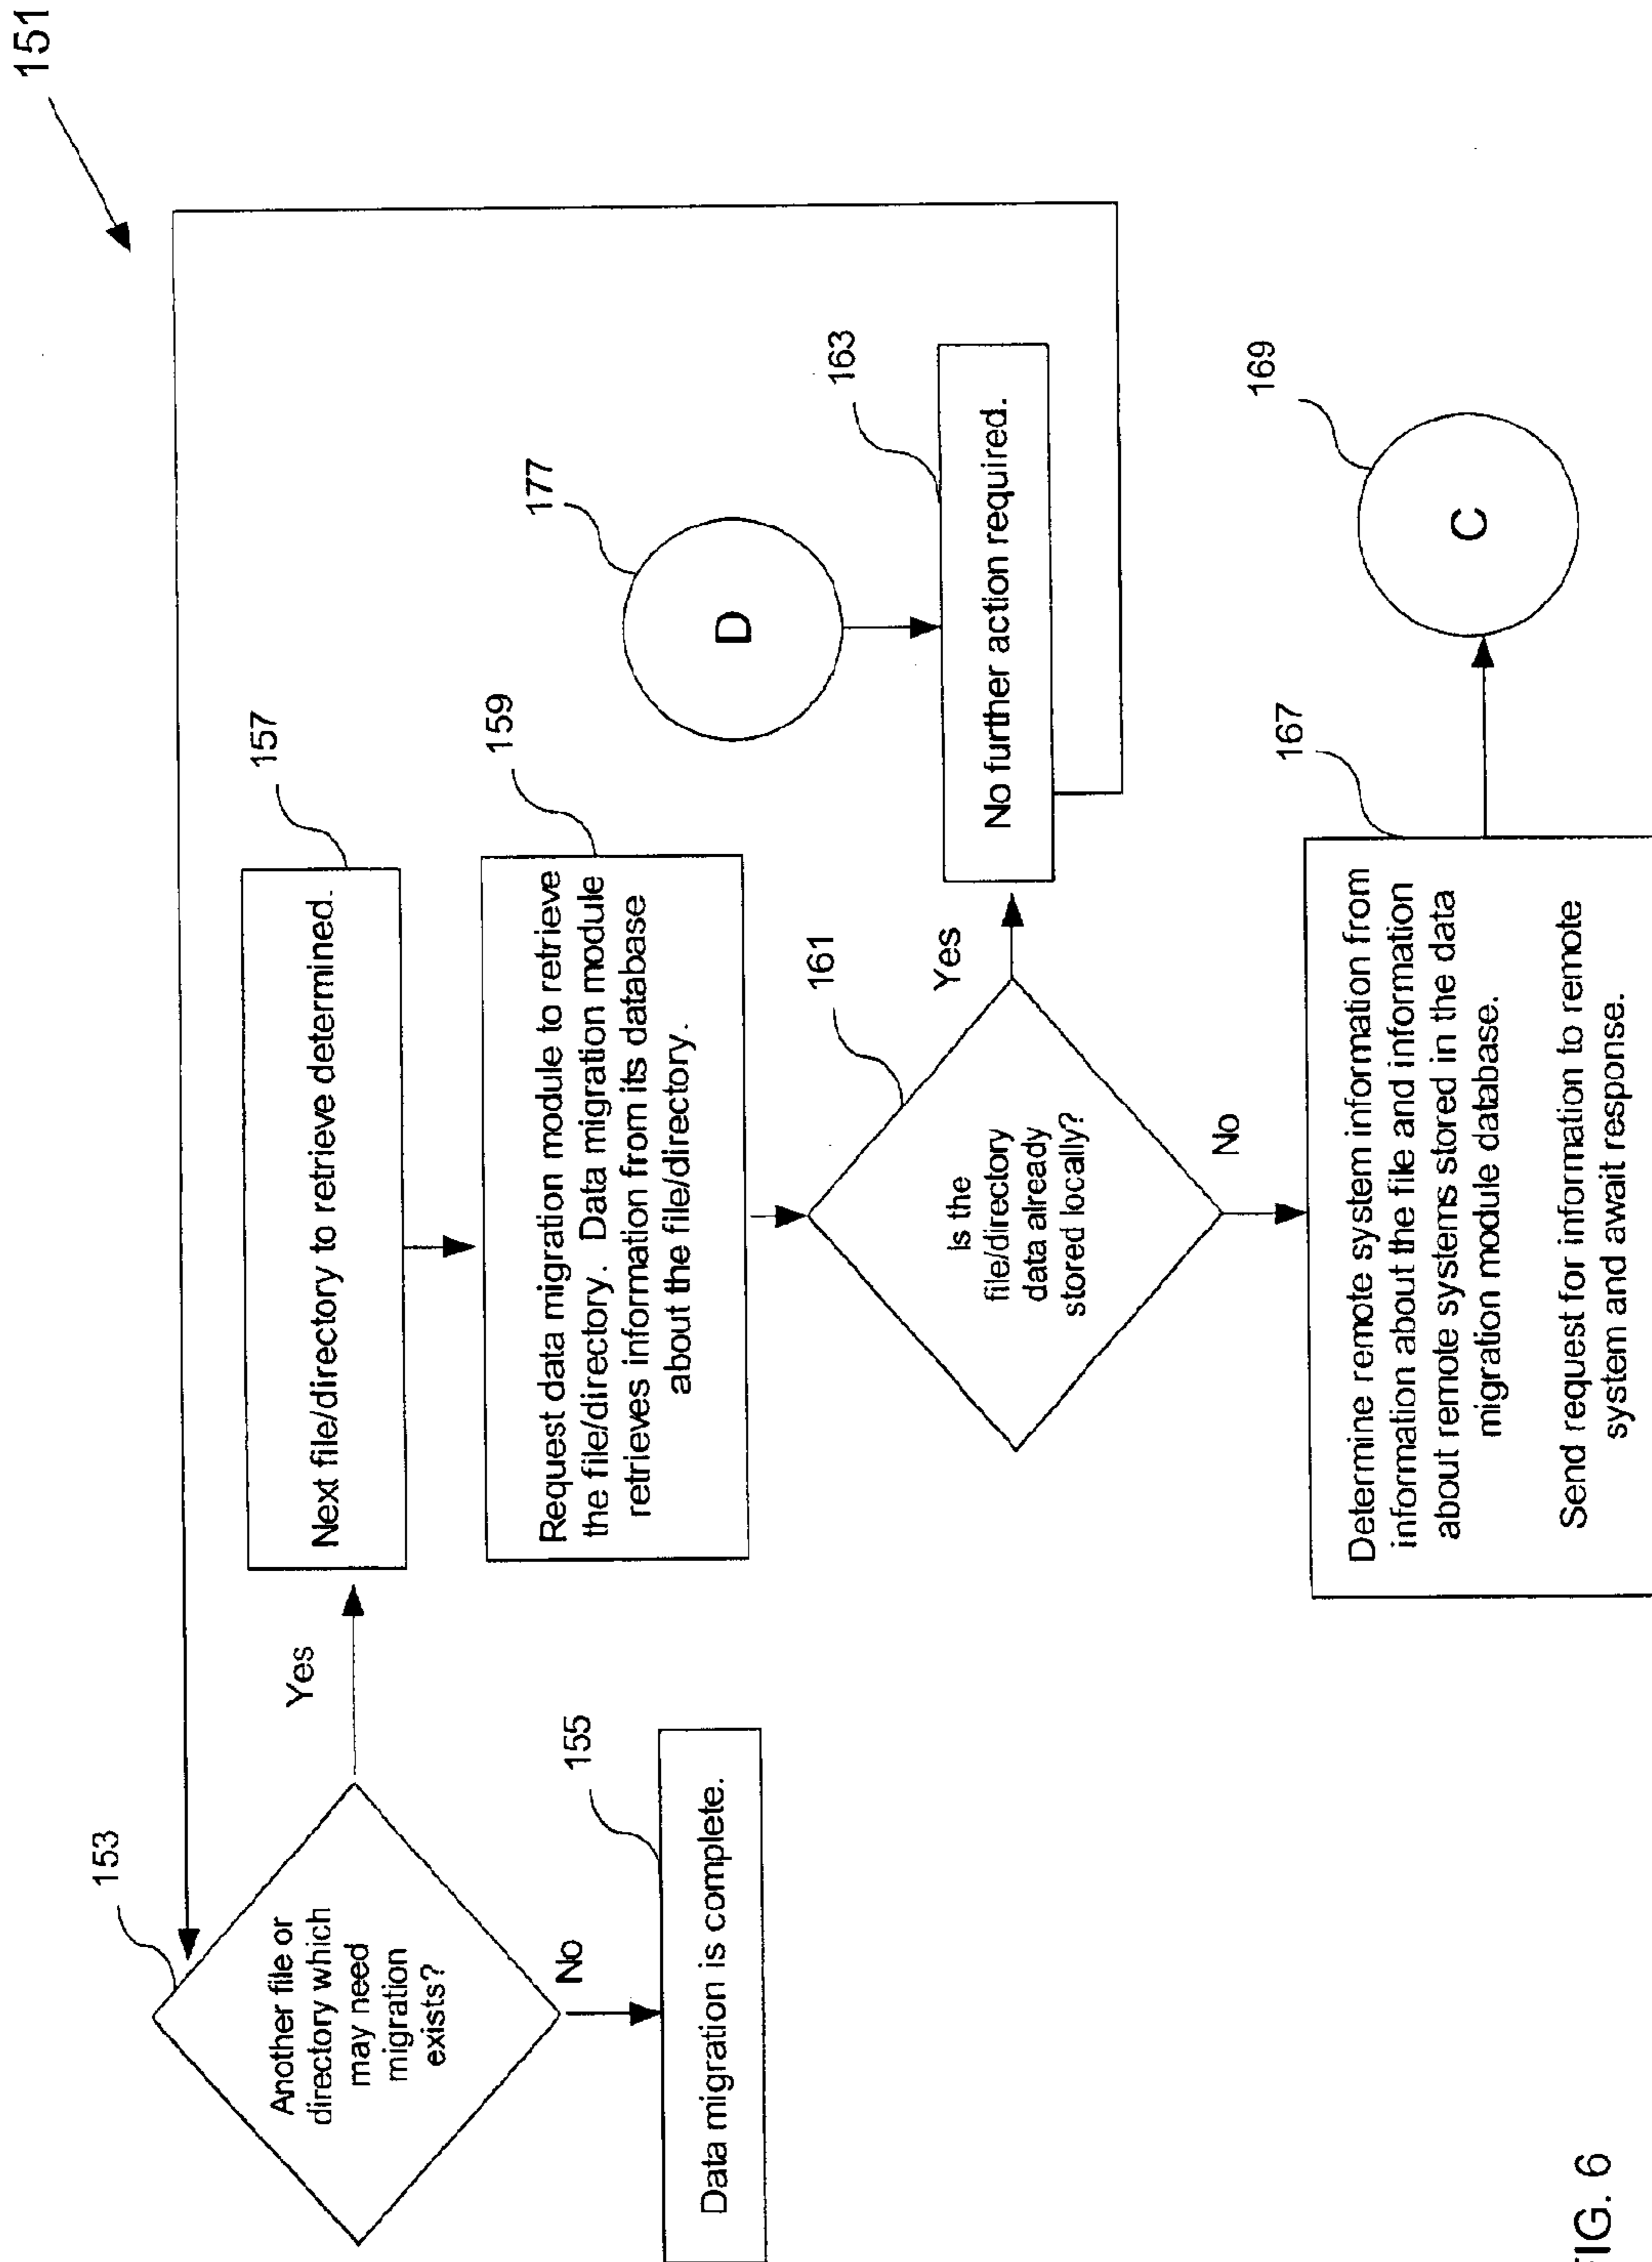 151
153
Another file or
directory which
may need
migration
exists?
Yes
No
155
Data migration is complete.
157
Next file/directory to retrieve determined.
159
Request data migration module to retrieve
the file/directory. Data migration module
retrieves information from its database
about the file/directory.
161
is the
file/directory
data already
stored locally?
Yes
No
177
D
163
No further action required.
167
Determine remote system information from
information about the file and information
about remote systems stored in the data
migration module database.
Send request for information to remote
system and await response.
169
C
FIG. 6